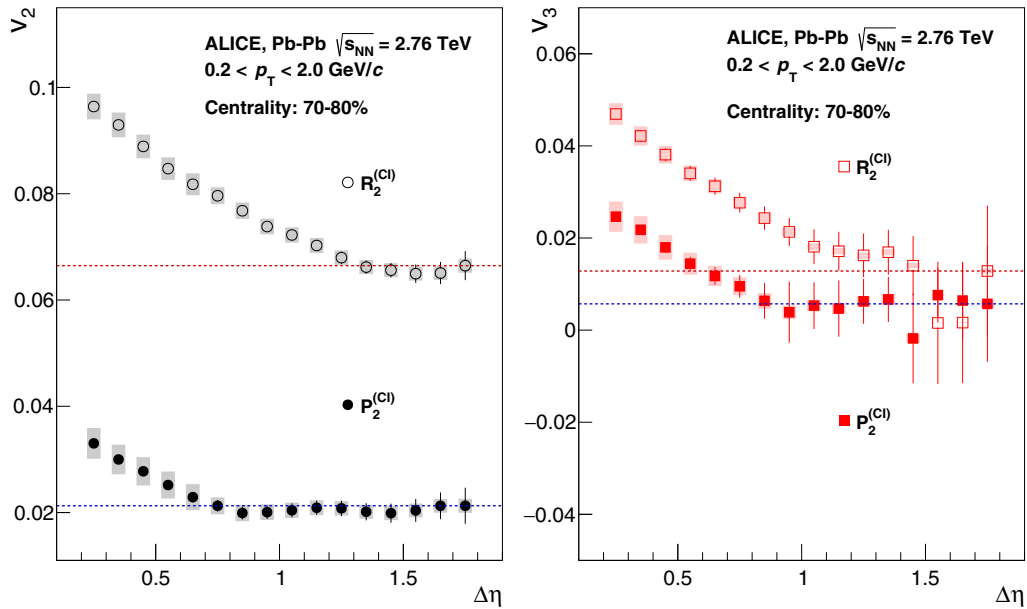 V2
ALICE, Pb-Pb √sNN = 2.76 TeV
0.2 < pT < 2.0 GeV/c
Centrality: 70-80%
R2(CI)
P2(CI)
0.1
0.08
0.06
0.04
0.02
0.5
1
1.5
Δη
V3
ALICE, Pb-Pb √sNN = 2.76 TeV
0.2 < pT < 2.0 GeV/c
Centrality: 70-80%
R2(CI)
P2(CI)
0.06
0.04
0.02
0
−0.02
−0.04
0.5
1
1.5
Δη